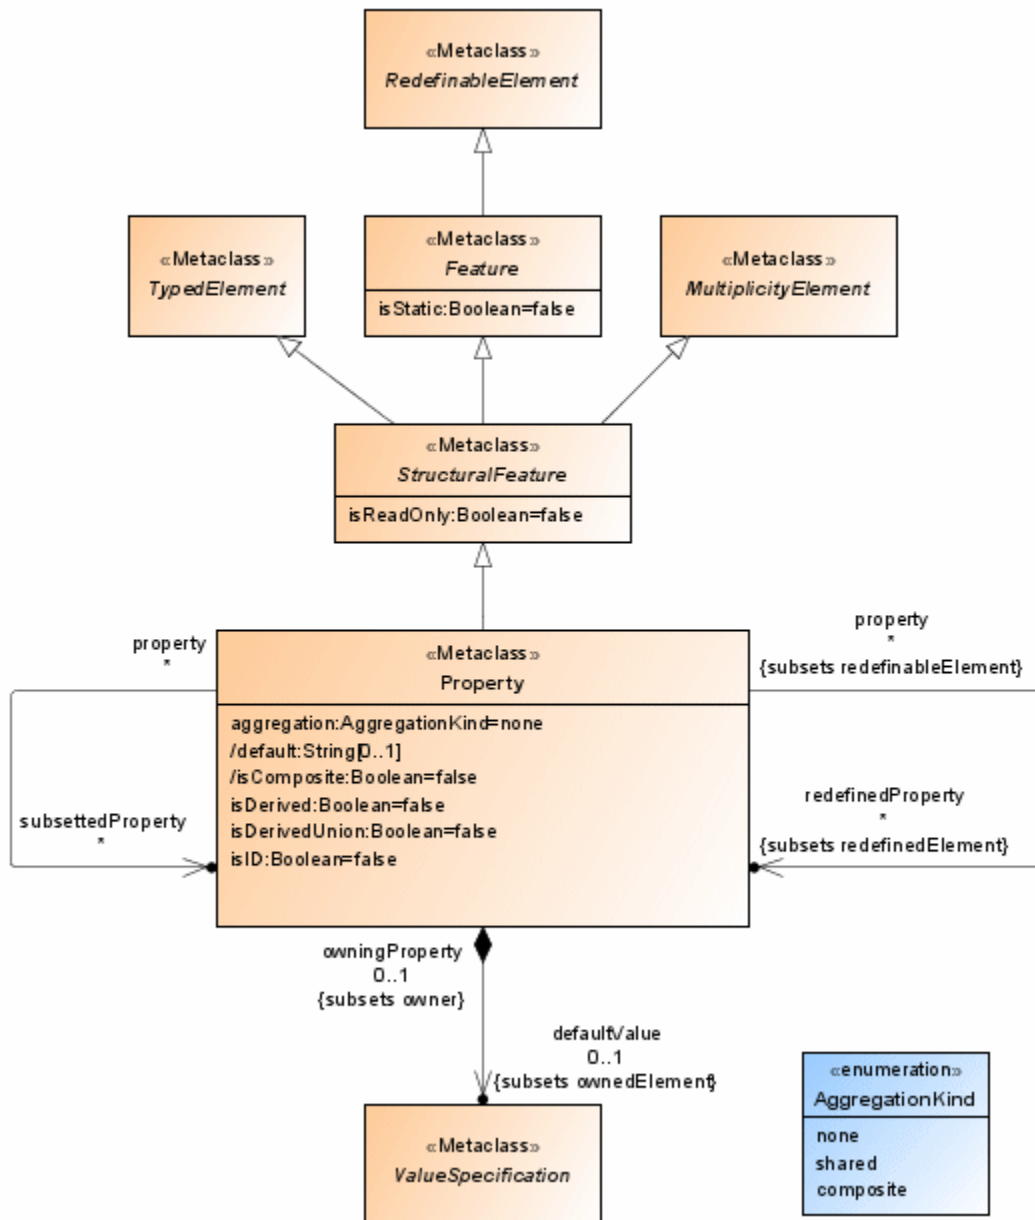 «Metaclass»
RedefinableElement
«Metaclass»
TypedElement
«Metaclass»
Feature
isStatic:Boolean=false
«Metaclass»
MultiplicityElement
«Metaclass»
StructuralFeature
isReadOnly:Boolean=false
property
*
subsettedProperty
*
«Metaclass»
Property
aggregation:AggregationKind=none
/default:String[0..1]
/isComposite:Boolean=false
isDerived:Boolean=false
isDerivedUnion:Boolean=false
isID:Boolean=false
property
*
{subsets redefinableElement}
redefinedProperty
*
{subsets redefinedElement}
owningProperty
0..1
{subsets owner}
defaultValue
0..1
{subsets ownedElement}
«Metaclass»
ValueSpecification
«enumeration»
AggregationKind
none
shared
composite